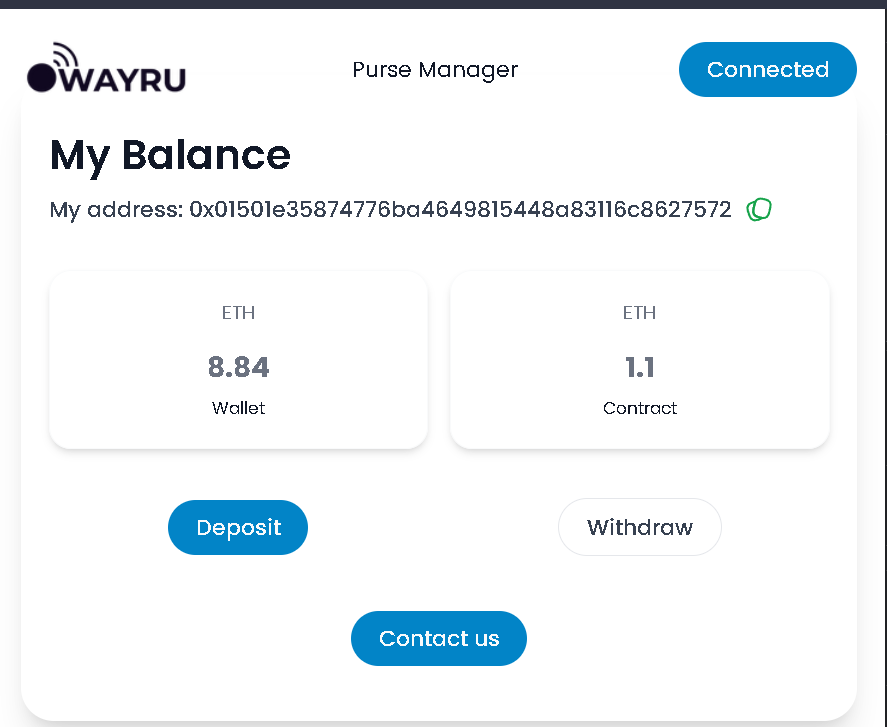 WAYRU
Purse Manager
Connected
My Balance
My address: 0x01501e35874776ba4649815448a83116c8627572
ETH
8.84
Wallet
ETH
1.1
Contract
Deposit
Withdraw
Contact us